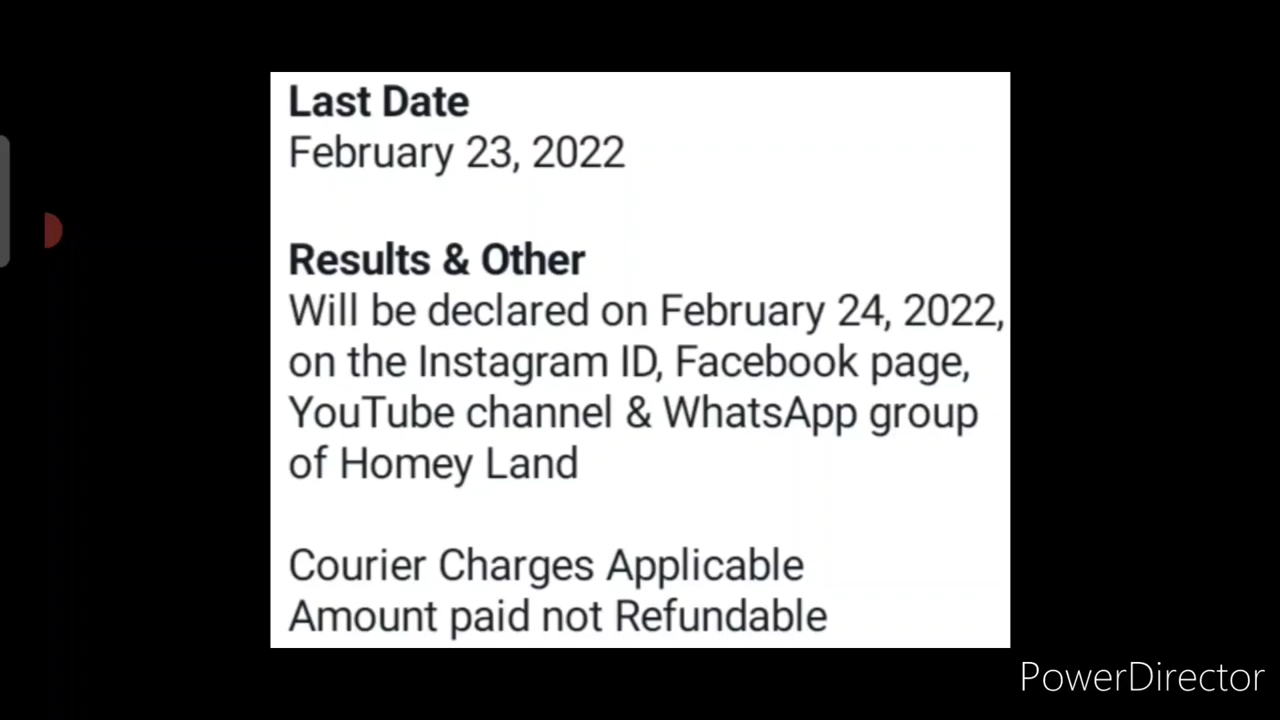 Last Date
February 23, 2022
Results & Other
Will be declared on February 24, 2022,
on the Instagram ID, Facebook page,
YouTube channel & WhatsApp group
of Homey Land
Courier Charges Applicable
Amount paid not Refundable
PowerDirector